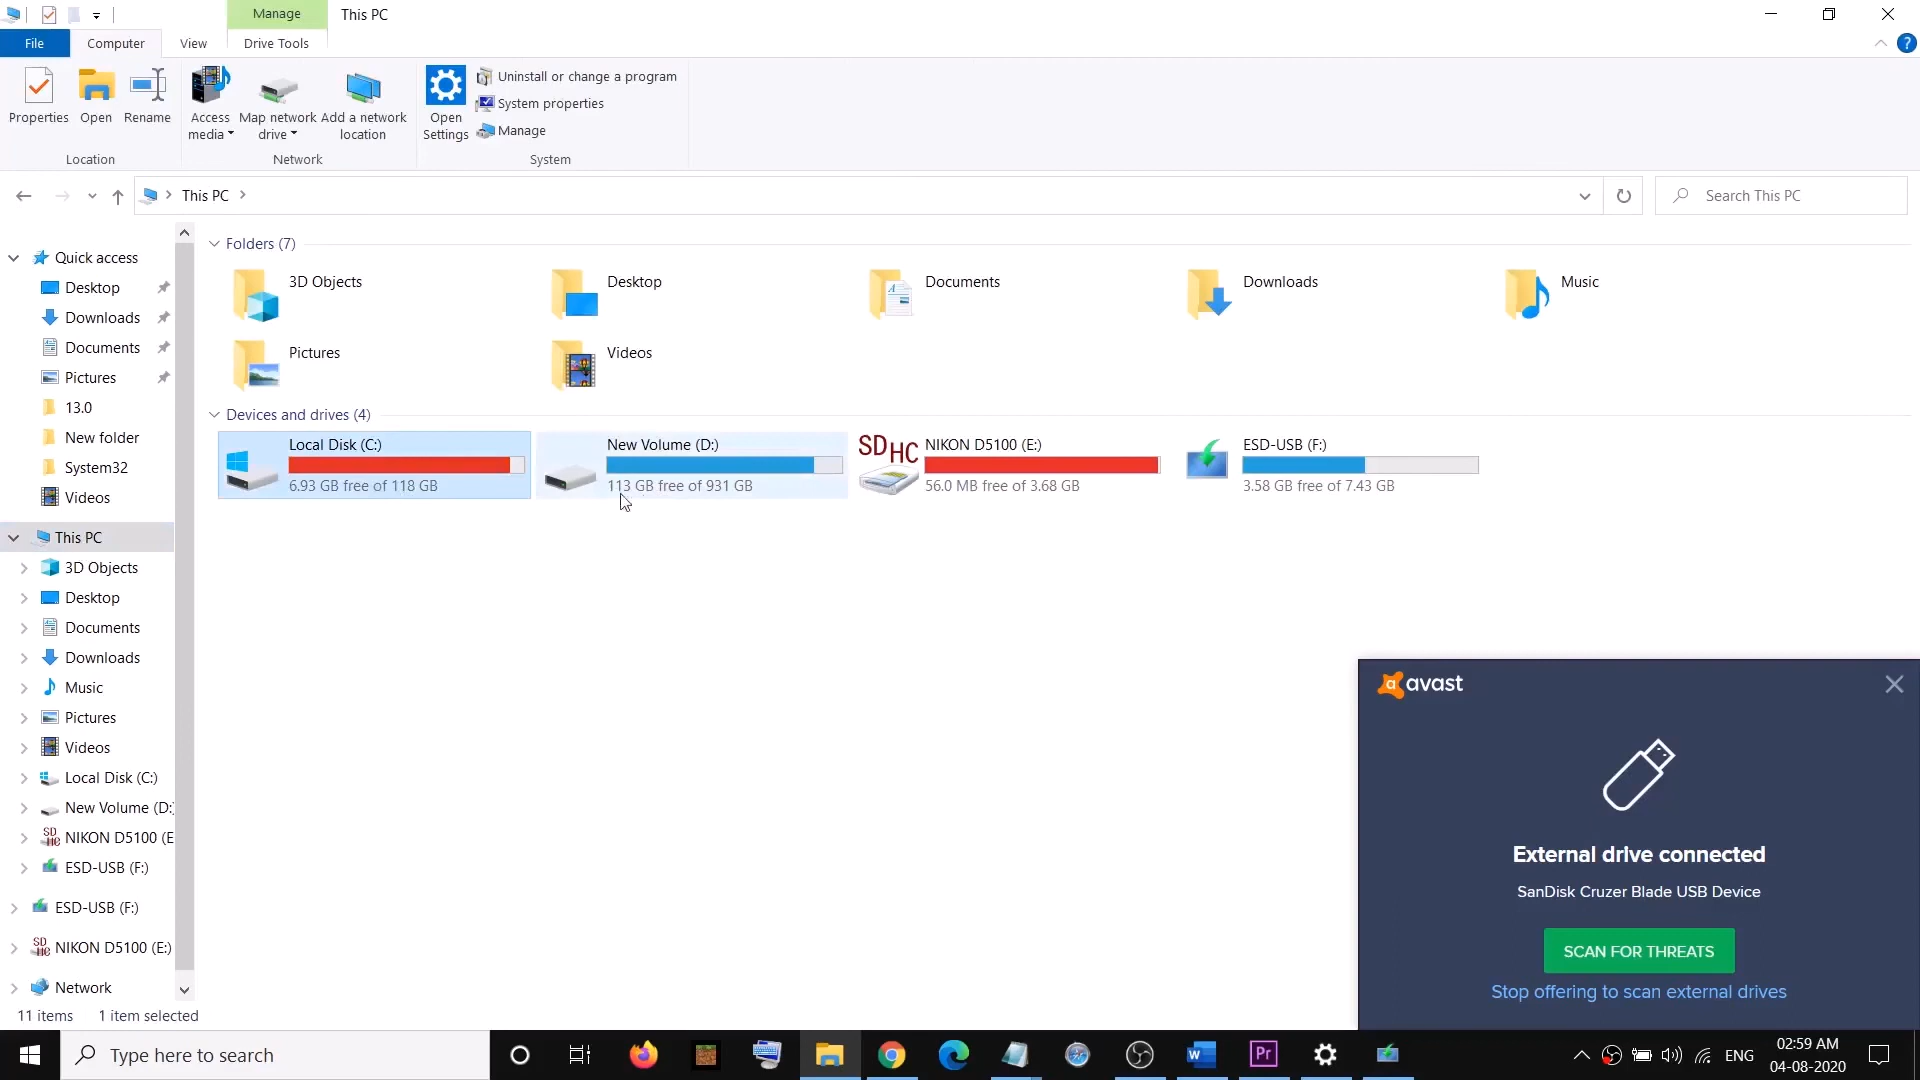 Manage
This PC
File
Computer
View
Drive Tools
Properties
Open
Rename
Access
media
Map network
drive
Add a network
location
Open
Settings
Uninstall or change a program
System properties
Manage
Location
Network
System
This PC
Search This PC
Quick access
Desktop
Downloads
Documents
Pictures
13.0
New folder
System32
Videos
This PC
3D Objects
Desktop
Documents
Downloads
Music
Pictures
Videos
Local Disk (C:)
New Volume (D:)
NIKON D5100 (E
ESD-USB (F:)
ESD-USB (F:)
NIKON D5100 (E:)
Network
Folders (7)
3D Objects
Desktop
Documents
Downloads
Music
Pictures
Videos
Devices and drives (4)
Local Disk (C:)
6.93 GB free of 118 GB
New Volume (D:)
113 GB free of 931 GB
SD HC
NIKON D5100 (E:)
56.0 MB free of 3.68 GB
ESD-USB (F:)
3.58 GB free of 7.43 GB
avast
External drive connected
SanDisk Cruzer Blade USB Device
SCAN FOR THREATS
Stop offering to scan external drives
11 items
1 item selected
Type here to search
W
Pr
ENG
02:59 AM
04-08-2020